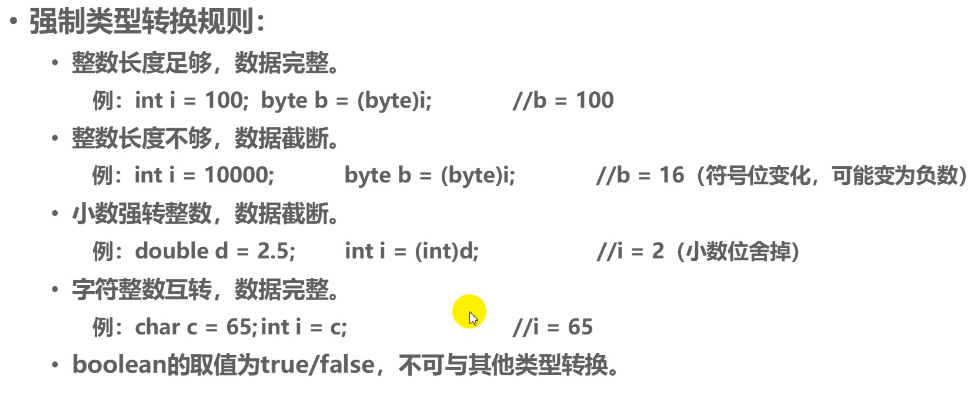 • 强制类型转换规则：
• 整数长度足够，数据完整。
例：int i = 100; byte b = (byte)i; //b = 100
• 整数长度不够，数据截断。
例：int i = 10000; byte b = (byte)i; //b = 16（符号位变化，可能变为负数）
• 小数强转整数，数据截断。
例：double d = 2.5; int i = (int)d; //i = 2（小数位舍掉）
• 字符整数互转，数据完整。
例：char c = 65; int i = c; //i = 65
• boolean的取值为true/false，不可与其他类型转换。